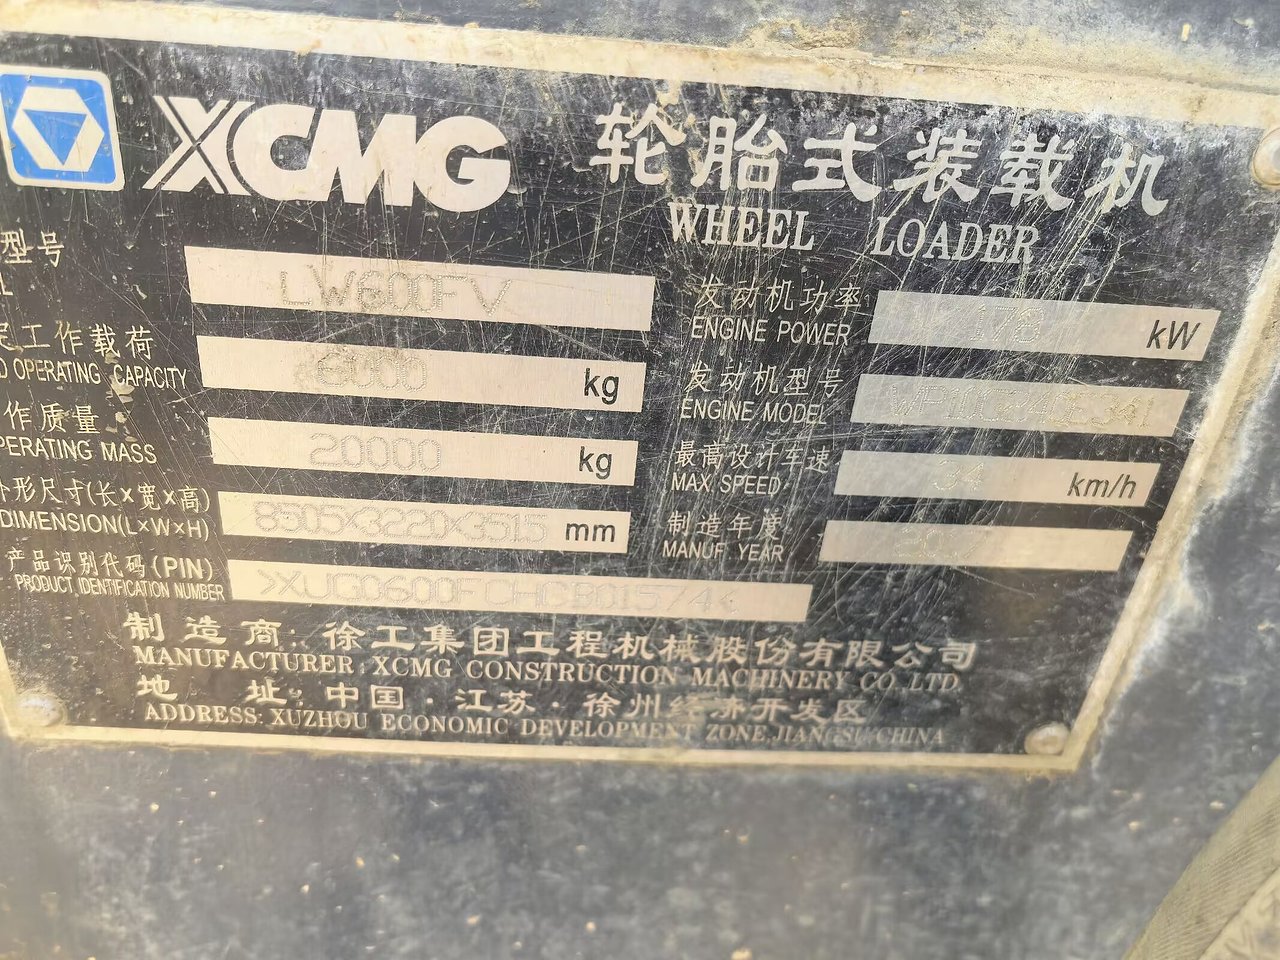 XCMG 轮胎式装载机
WHEEL LOADER
型号 LW600FV
工作载荷
OPERATING CAPACITY 6000 kg
作质量
PERATING MASS 20000 kg
外形尺寸(长×宽×高)
DIMENSION(L×W×H) 8505×3220×3515 mm
产品识别代码(PIN)
PRODUCT IDENTIFICATION NUMBER
发动机功率
ENGINE POWER 178 kW
发动机型号
ENGINE MODEL
最高设计车速
MAX SPEED 34 km/h
制造年度
MANUF YEAR
制造商: 徐工集团工程机械股份有限公司
MANUFACTURER: XCMG CONSTRUCTION MACHINERY CO.LTD
地 址: 中国·江苏·徐州经济开发区
ADDRESS: XUZHOU ECONOMIC DEVELOPMENT ZONE,JIANGSU CHINA